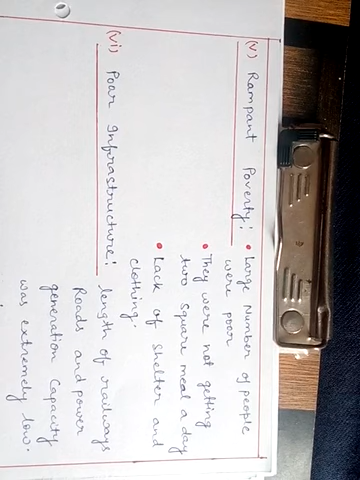 (v) Rampant Poverty: • Large Number of people
were poor
• They were not getting
two square meal a day
• Lack of shelter and
clothing.
(vi) Poor Infrastructure: length of railways
Roads and power
generation Capacity
was extremely low.